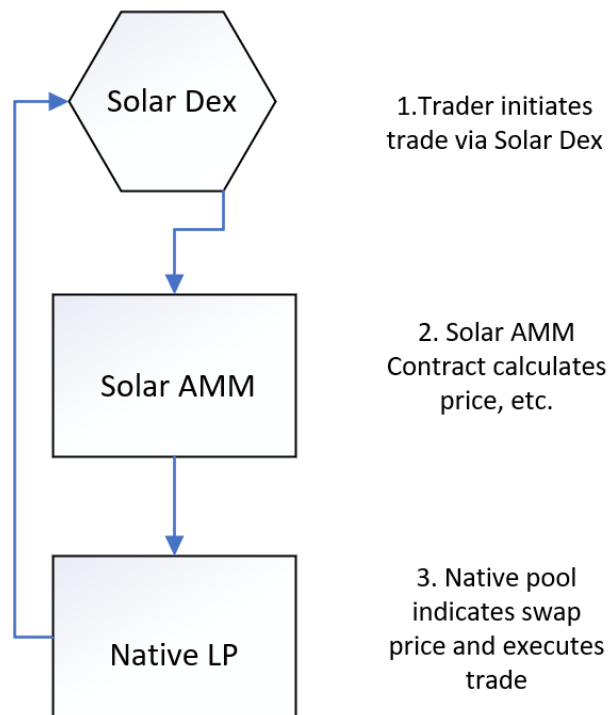 Solar Dex
1.Trader initiates
trade via Solar Dex
Solar AMM
2. Solar AMM
Contract calculates
price, etc.
Native LP
3. Native pool
indicates swap
price and executes
trade